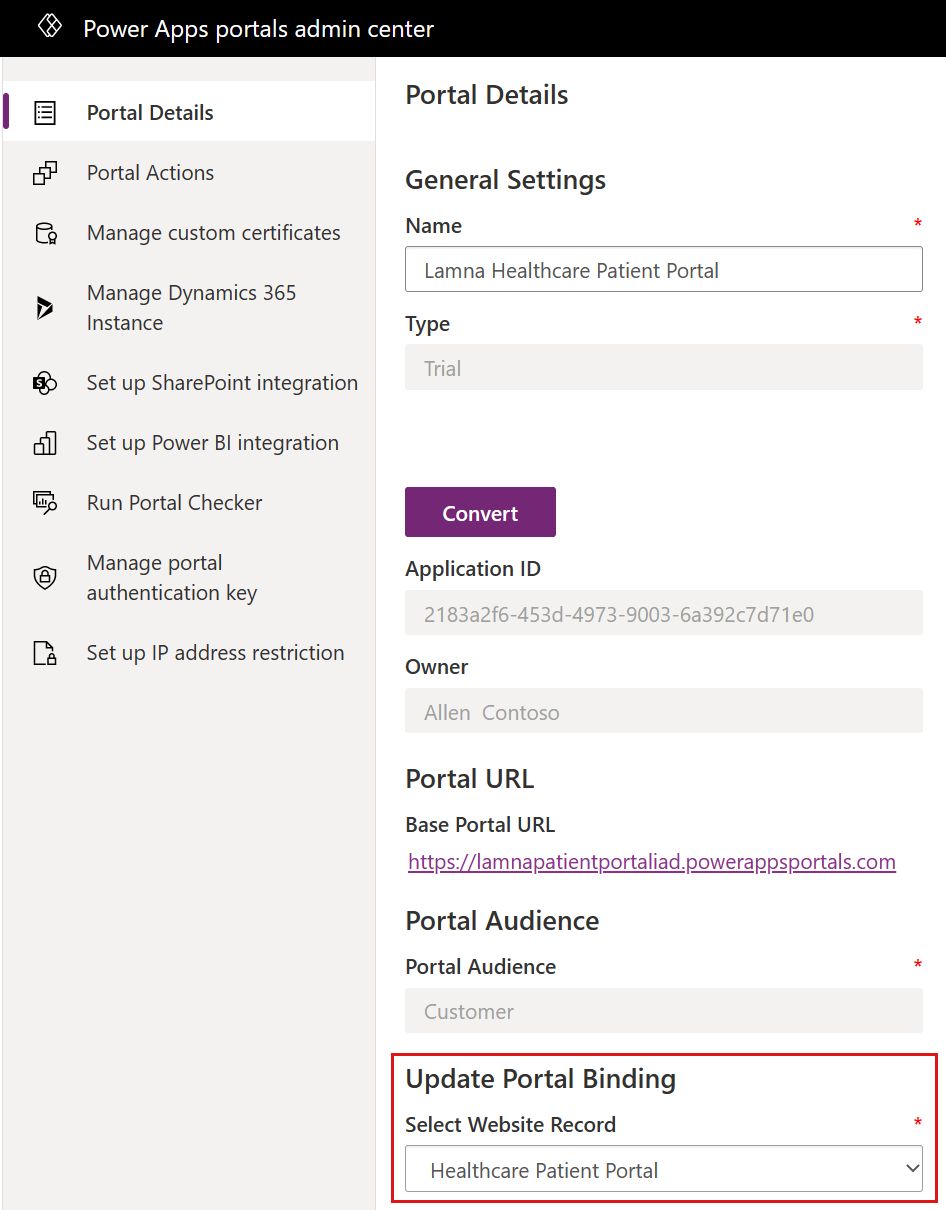 Power Apps portals admin center
Portal Details
Portal Actions
Manage custom certificates
Manage Dynamics 365
Instance
Set up SharePoint integration
Set up Power BI integration
Run Portal Checker
Manage portal
authentication key
Set up IP address restriction
Portal Details
General Settings
Name *
Lamna Healthcare Patient Portal
Type *
Trial
Convert
Application ID
2183a2f6-453d-4973-9003-6a392c7d71e0
Owner
Allen  Contoso
Portal URL
Base Portal URL
https://lamnapatientportaliad.powerappsportals.com
Portal Audience
Portal Audience *
Customer
Update Portal Binding
Select Website Record *
Healthcare Patient Portal